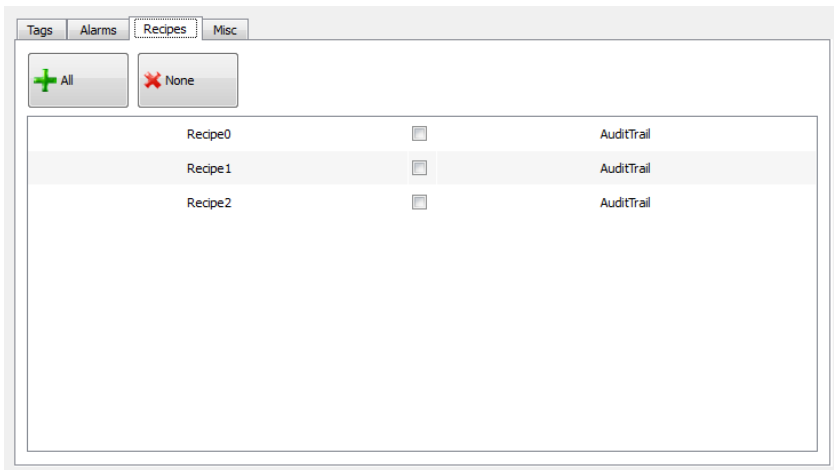 Tags Alarms Recipes Misc
All None
Recipe0 AuditTrail
Recipe1 AuditTrail
Recipe2 AuditTrail